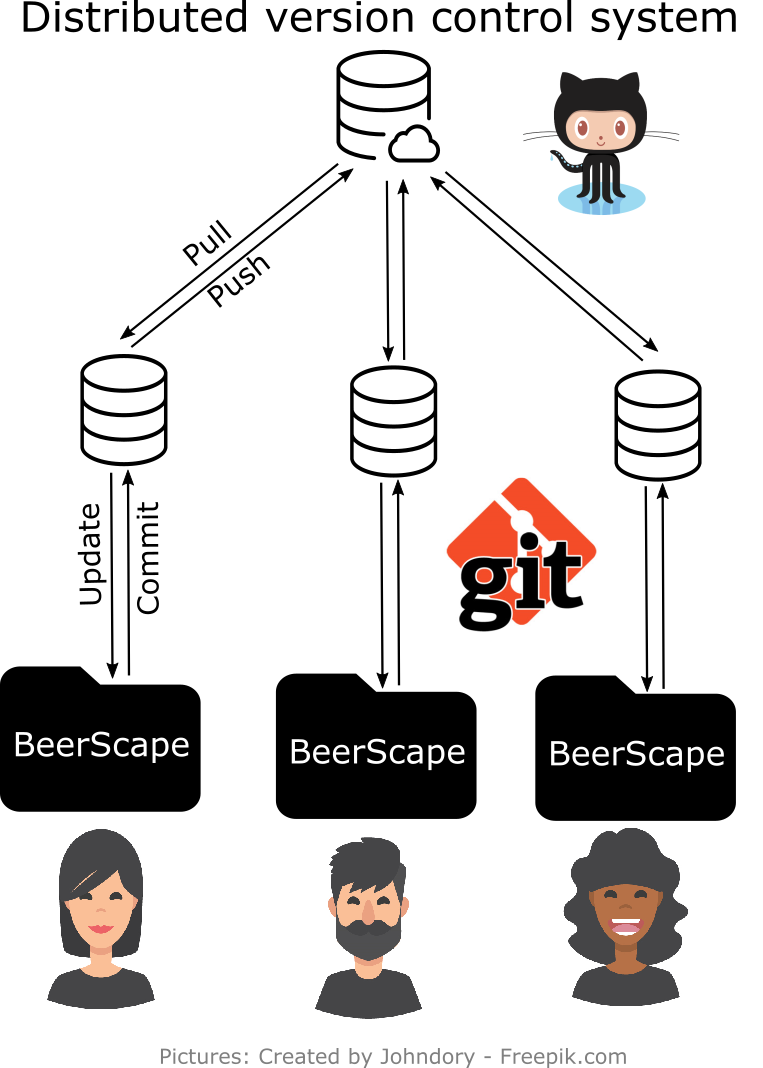 Distributed version control system
Pull
Push
Update
Commit
git
BeerScape
BeerScape
BeerScape
Pictures: Created by Johndory - Freepik.com